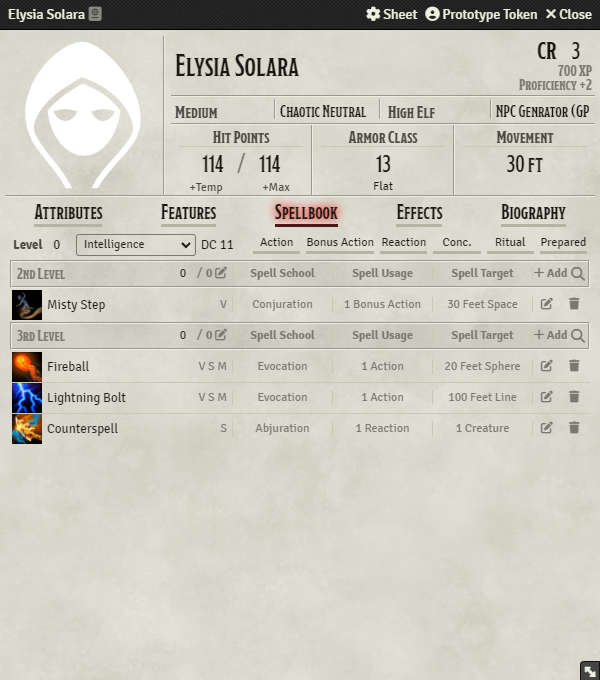 Elysia Solara @ Sheet Prototype Token Close
Elysia Solara CR 3
700 XP
Proficiency +2
Medium Chaotic Neutral High Elf NPC Genrator (GP
Hit Points Armor Class Movement
114 / 114 13 30 ft
+Temp +Max Flat
Attributes Features Spellbook Effects Biography
Level 0 Intelligence DC 11 Action Bonus Action Reaction Conc. Ritual Prepared
2nd Level 0 / 0 Spell School Spell Usage Spell Target + Add
Misty Step V Conjuration 1 Bonus Action 30 Feet Space
3rd Level 0 / 0 Spell School Spell Usage Spell Target + Add
Fireball V S M Evocation 1 Action 20 Feet Sphere
Lightning Bolt V S M Evocation 1 Action 100 Feet Line
Counterspell S Abjuration 1 Reaction 1 Creature